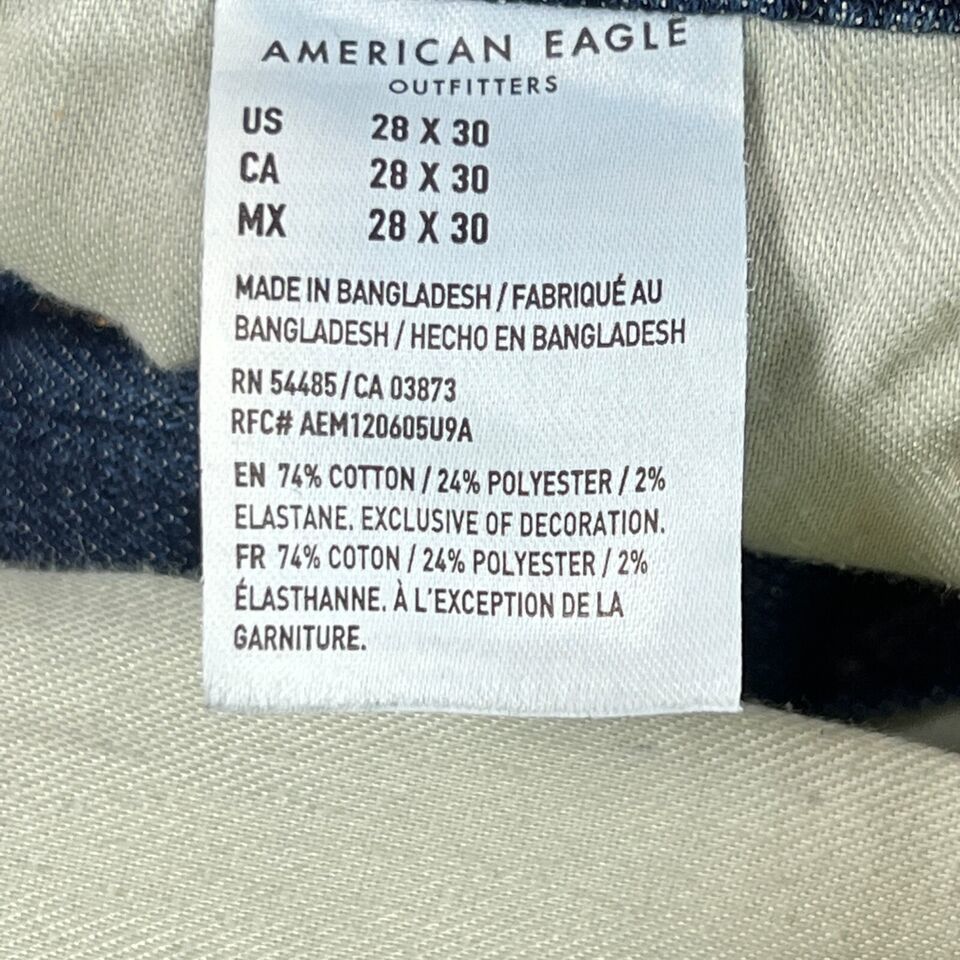 AMERICAN EAGLE
OUTFITTERS
US 28 X 30
CA 28 X 30
MX 28 X 30
MADE IN BANGLADESH / FABRIQUÉ AU
BANGLADESH / HECHO EN BANGLADESH
RN 54485/CA 03873
RFC# AEM120605U9A
EN 74% COTTON / 24% POLYESTER / 2%
ELASTANE. EXCLUSIVE OF DECORATION.
FR 74% COTON / 24% POLYESTER / 2%
ÉLASTHANNE. À L'EXCEPTION DE LA
GARNITURE.